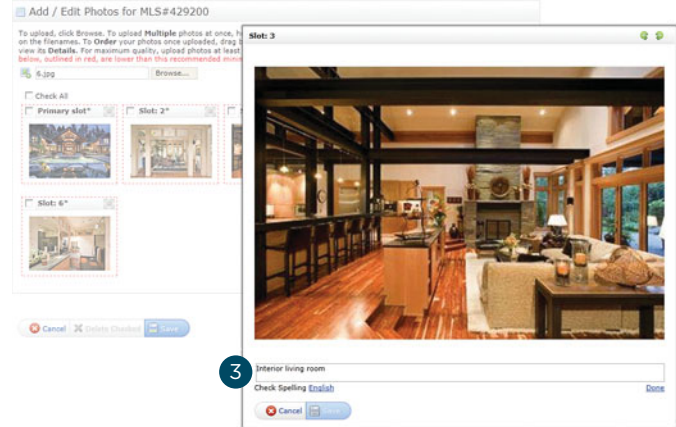 Add / Edit Photos for MLS#429200
To upload, click Browse. To upload Multiple photos at once, h
on the filenames. To Order your photos once uploaded, drag b
view its Details. For maximum quality, upload photos at least
below, outlined in red, are lower than this recommended minim
6.jpg Browse...
Check All
Primary slot* Slot: 2*
Slot: 6*
Cancel Delete Checked Save
Slot: 3
3
Interior living room
Check Spelling English Done
Cancel Save